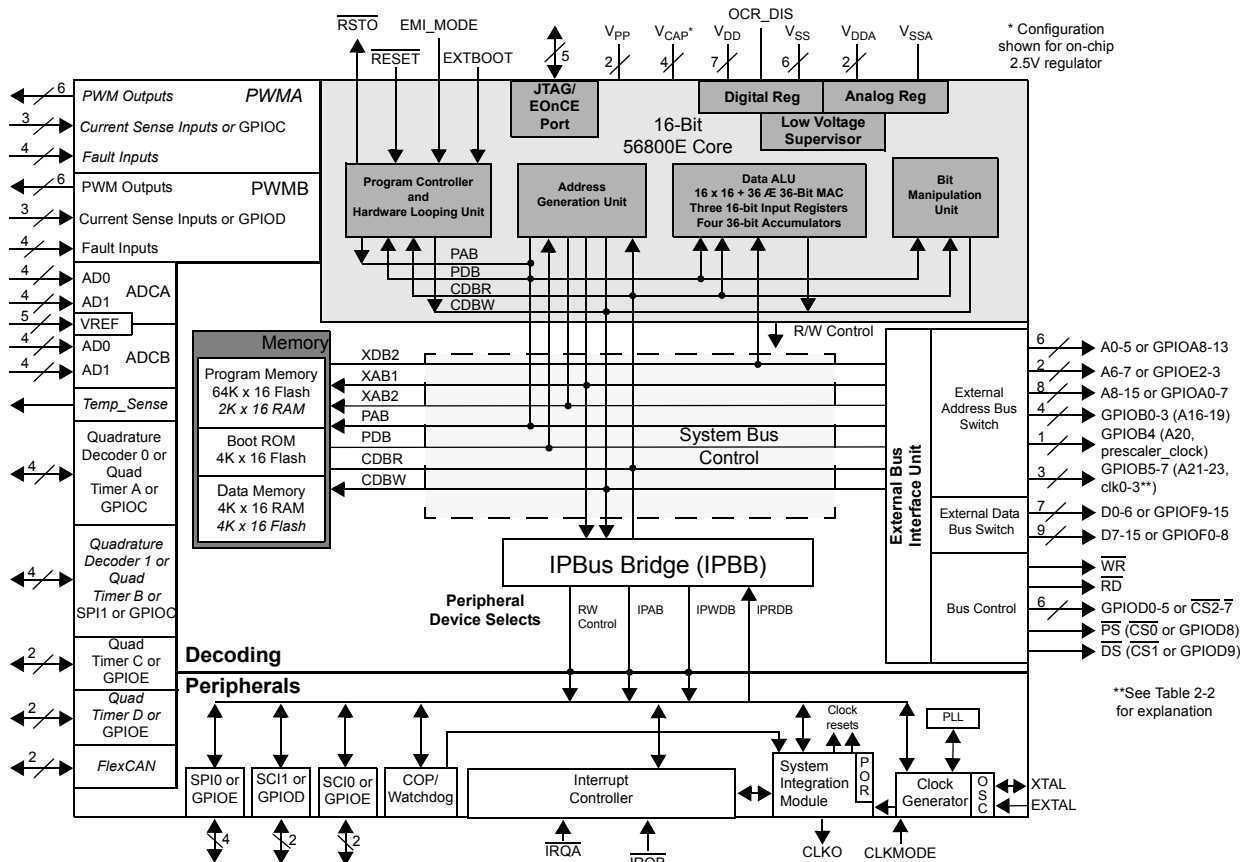 RSTO
EMI_MODE
RESET
EXTBOOT
5
VPP
2
VCAP*
4
VDD
7
OCR_DIS
VSS
6
VDDA
2
VSSA
* Configuration
shown for on-chip
2.5V regulator
6
PWM Outputs
PWMA
3
Current Sense Inputs or GPIOC
4
Fault Inputs
6
PWM Outputs
PWMB
3
Current Sense Inputs or GPIOD
4
Fault Inputs
4
AD0
ADCA
4
AD1
5
VREF
4
AD0
ADCB
4
AD1
Temp_Sense
4
Quadrature
Decoder 0 or
Quad
Timer A or
GPIOC
4
Quadrature
Decoder 1 or
Quad
Timer B or
SPI1 or GPIOC
2
Quad
Timer C or
GPIOE
2
Quad
Timer D or
GPIOE
2
FlexCAN
JTAG/
EOnCE
Port
Digital Reg
Analog Reg
Low Voltage
Supervisor
16-Bit
56800E Core
Program Controller
and
Hardware Looping Unit
Address
Generation Unit
Data ALU
16 x 16 + 36 Æ 36-Bit MAC
Three 16-bit Input Registers
Four 36-bit Accumulators
Bit
Manipulation
Unit
PAB
PDB
CDBR
CDBW
R/W Control
Memory
Program Memory
64K x 16 Flash
2K x 16 RAM
Boot ROM
4K x 16 Flash
Data Memory
4K x 16 RAM
4K x 16 Flash
XDB2
XAB1
XAB2
PAB
PDB
CDBR
CDBW
System Bus
Control
External Bus
Interface Unit
External
Address Bus
Switch
External Data
Bus Switch
Bus Control
6
A0-5 or GPIOA8-13
2
A6-7 or GPIOE2-3
8
A8-15 or GPIOA0-7
4
GPIOB0-3 (A16-19)
1
GPIOB4 (A20,
prescaler_clock)
3
GPIOB5-7 (A21-23,
clk0-3**)
7
D0-6 or GPIOF9-15
9
D7-15 or GPIOF0-8
WR
RD
6
GPIOD0-5 or CS2-7
PS (CS0 or GPIOD8)
DS (CS1 or GPIOD9)
**See Table 2-2
for explanation
IPBus Bridge (IPBB)
Peripheral
Device Selects
RW
Control
IPAB
IPWDB
IPRDB
Decoding
Peripherals
SPI0 or
GPIOE
4
SCI1 or
GPIOD
2
SCI0 or
GPIOE
2
COP/
Watchdog
Interrupt
Controller
IRQA
IRQB
Clock
resets
System
Integration
Module
POR
CLKO
PLL
Clock
Generator
OSC
CLKMODE
XTAL
EXTAL